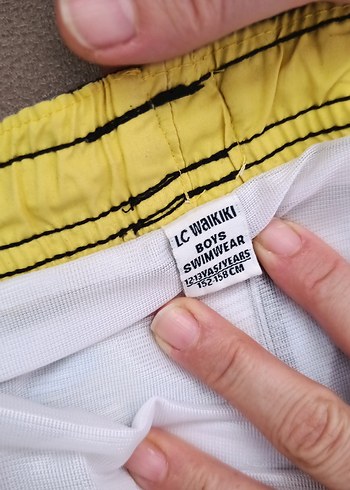 LC WAIKIKI
BOYS
SWIMWEAR
12-13 YAŞ/YEARS
152-158 CM